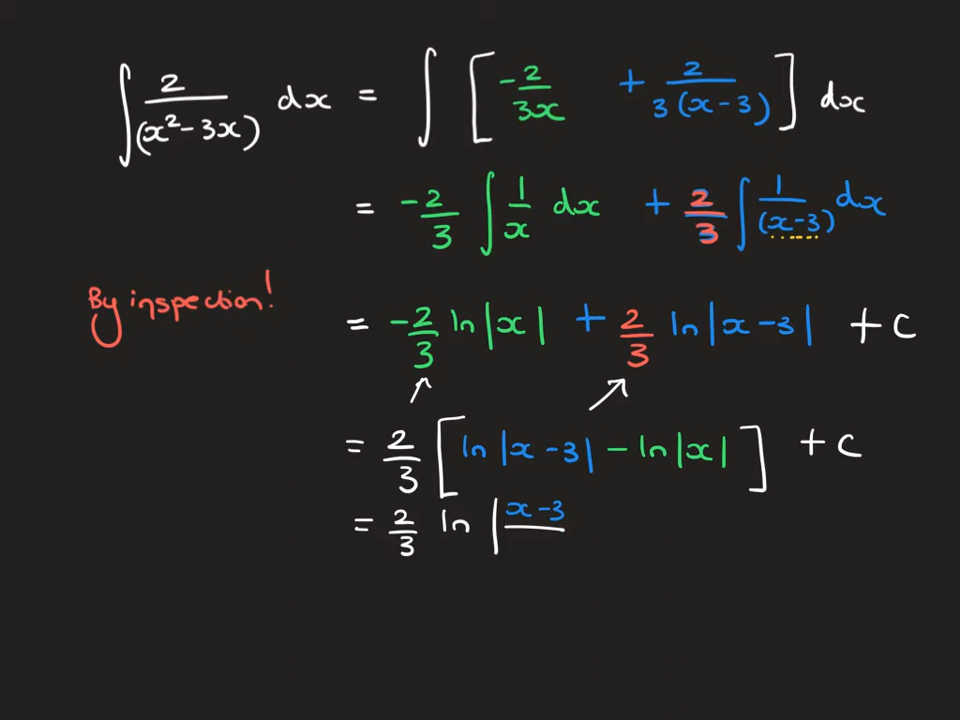 ∫ 2/(x² - 3x) dx = ∫ [ -2/3x + 2/3(x - 3) ] dx
= -2/3 ∫ 1/x dx + 2/3 ∫ 1/(x-3) dx
By inspection!
= -2/3 ln|x| + 2/3 ln|x-3| + c
= 2/3 [ ln|x-3| - ln|x| ] + c
= 2/3 ln |x-3